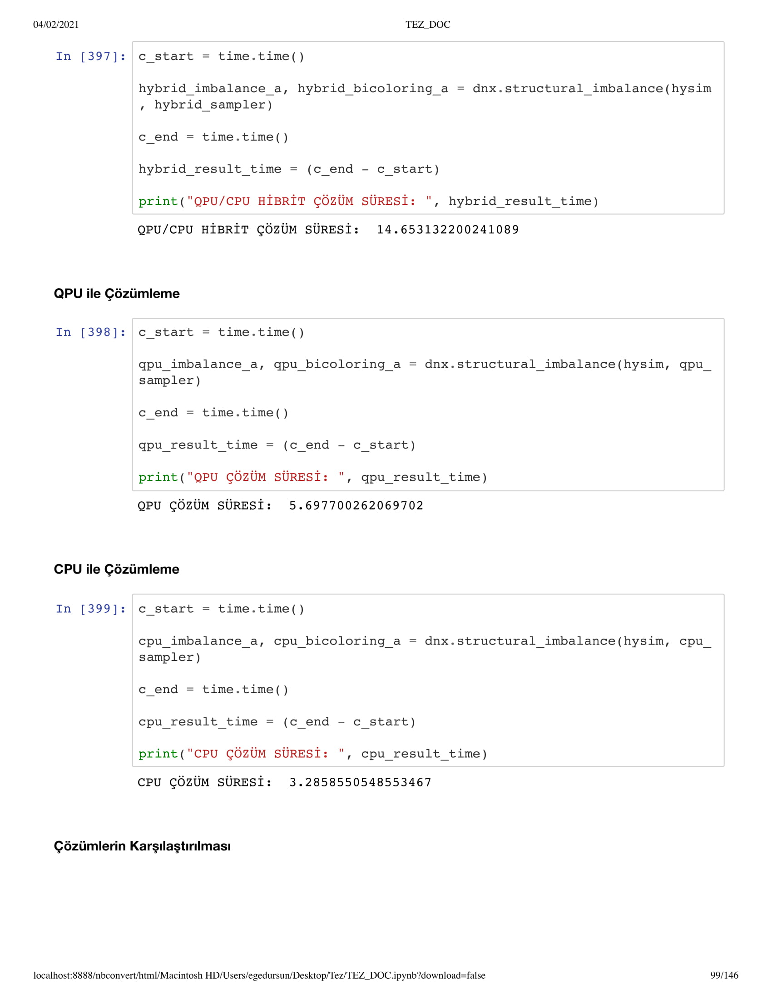 04/02/2021 TEZ_DOC
In [397]: c_start = time.time()
hybrid_imbalance_a, hybrid_bicoloring_a = dnx.structural_imbalance(hysim
, hybrid_sampler)
c_end = time.time()
hybrid_result_time = (c_end - c_start)
print("QPU/CPU HİBRİT ÇÖZÜM SÜRESİ: ", hybrid_result_time)
QPU/CPU HİBRİT ÇÖZÜM SÜRESİ:  14.653132200241089
QPU ile Çözümleme
In [398]: c_start = time.time()
qpu_imbalance_a, qpu_bicoloring_a = dnx.structural_imbalance(hysim, qpu_
sampler)
c_end = time.time()
qpu_result_time = (c_end - c_start)
print("QPU ÇÖZÜM SÜRESİ: ", qpu_result_time)
QPU ÇÖZÜM SÜRESİ:  5.697700262069702
CPU ile Çözümleme
In [399]: c_start = time.time()
cpu_imbalance_a, cpu_bicoloring_a = dnx.structural_imbalance(hysim, cpu_
sampler)
c_end = time.time()
cpu_result_time = (c_end - c_start)
print("CPU ÇÖZÜM SÜRESİ: ", cpu_result_time)
CPU ÇÖZÜM SÜRESİ:  3.2858550548553467
Çözümlerin Karşılaştırılması
localhost:8888/nbconvert/html/Macintosh HD/Users/egedursun/Desktop/Tez/TEZ_DOC.ipynb?download=false 99/146